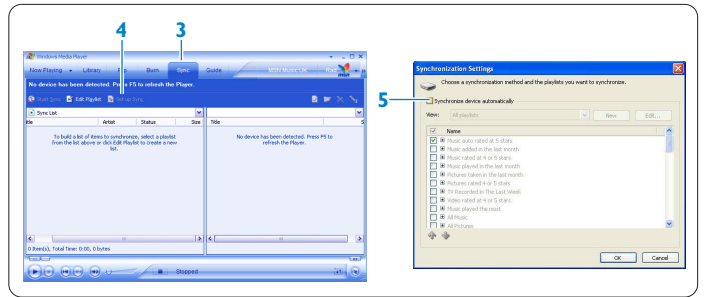 4
3
Windows Media Player
Now Playing Library Rip Burn Sync Guide MSN Music UK
No device has been detected. Press F5 to refresh the Player.
Start Sync Edit Playlist Set up Sync
Sync List
Title Artist Status Size Title
To build a list of items to synchronize, select a playlist
from the list above or click Edit Playlist to create a new
list.
No device has been detected. Press F5 to
refresh the Player.
0 Item(s), Total Time: 0:00, 0 bytes
Stopped
Synchronization Settings
Choose a synchronization method and the playlists you want to synchronize.
5
Synchronize device automatically
View: All playlists New Edit...
Name
Music auto rated at 5 stars
Music added in the last month
Music rated at 4 or 5 stars
Music played in the last month
Pictures taken in the last month
Pictures rated 4 or 5 stars
TV Recorded in The Last Week
Video rated at 4 or 5 stars
Music played the most
All Music
All Pictures
OK Cancel